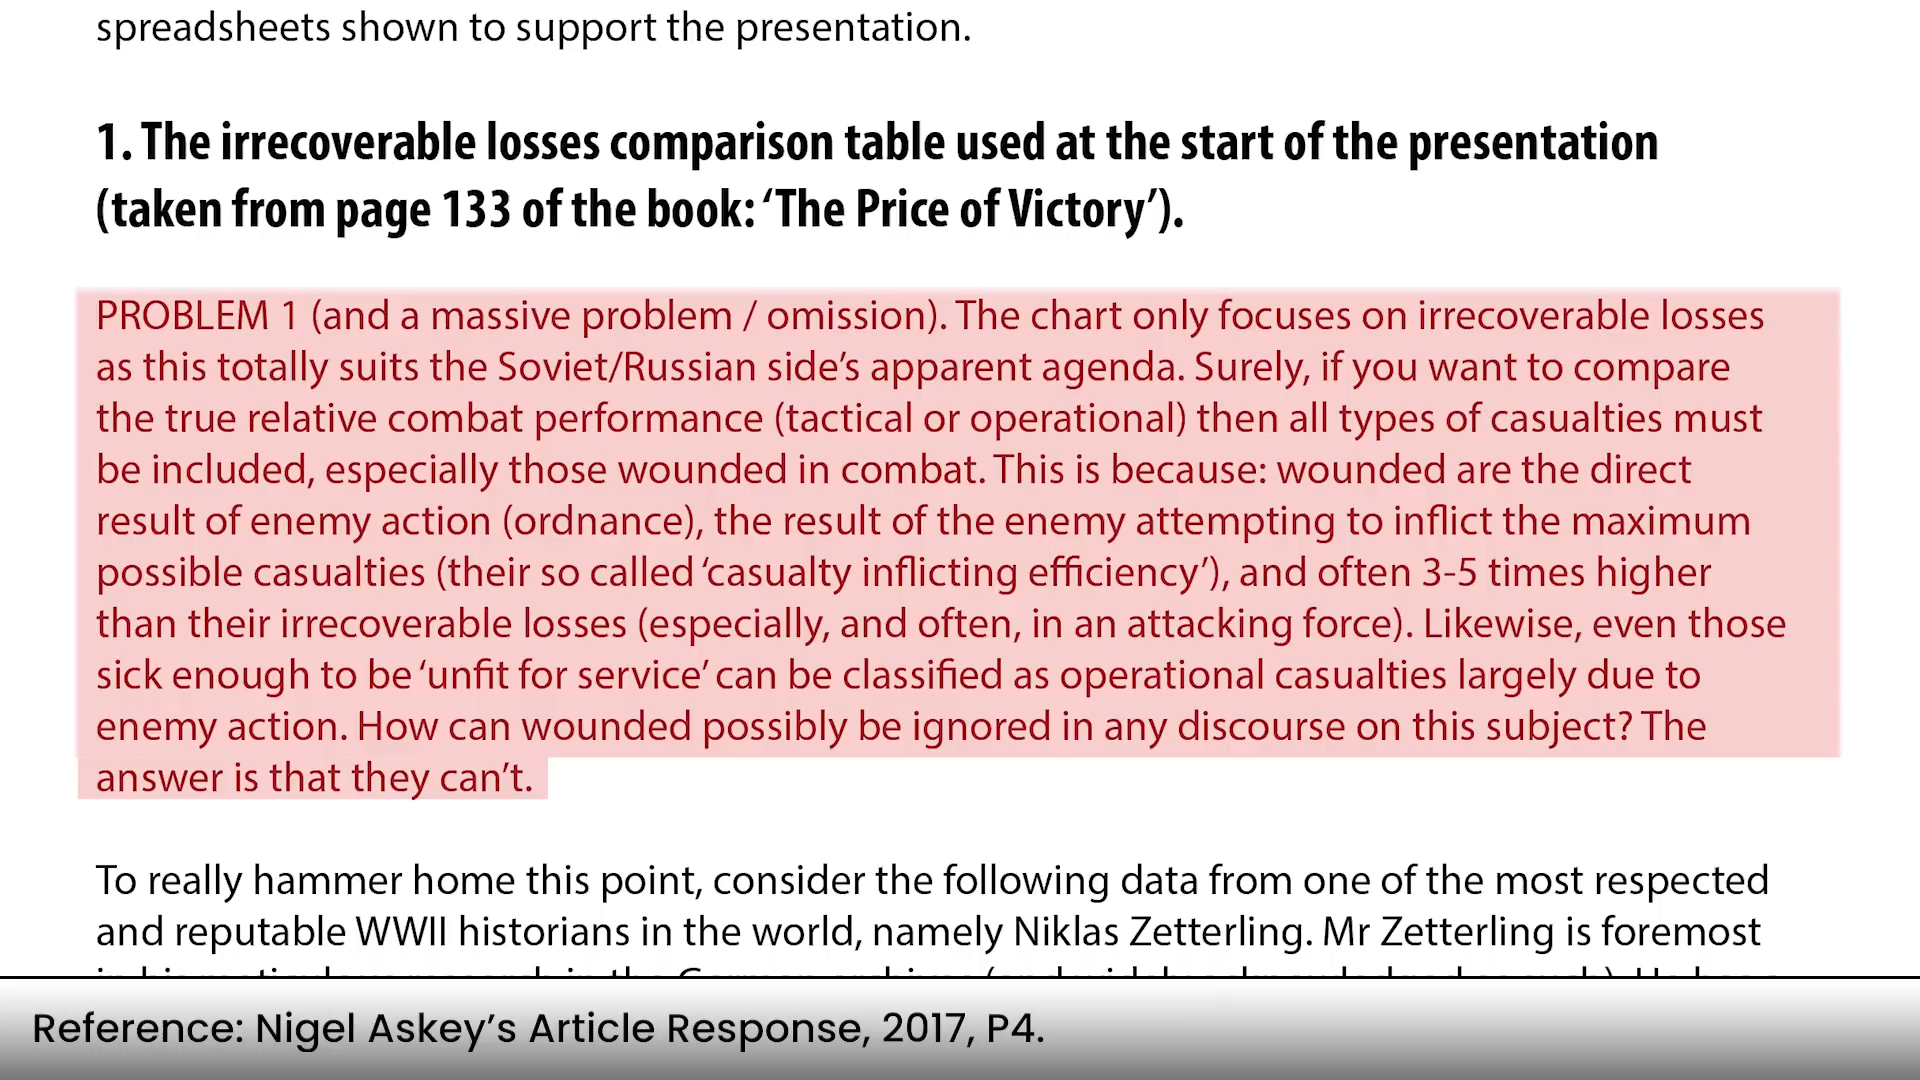 spreadsheets shown to support the presentation.
1. The irrecoverable losses comparison table used at the start of the presentation
(taken from page 133 of the book: ‘The Price of Victory’).
PROBLEM 1 (and a massive problem / omission). The chart only focuses on irrecoverable losses
as this totally suits the Soviet/Russian side’s apparent agenda. Surely, if you want to compare
the true relative combat performance (tactical or operational) then all types of casualties must
be included, especially those wounded in combat. This is because: wounded are the direct
result of enemy action (ordnance), the result of the enemy attempting to inflict the maximum
possible casualties (their so called ‘casualty inflicting efficiency’), and often 3-5 times higher
than their irrecoverable losses (especially, and often, in an attacking force). Likewise, even those
sick enough to be ‘unfit for service’ can be classified as operational casualties largely due to
enemy action. How can wounded possibly be ignored in any discourse on this subject? The
answer is that they can’t.
To really hammer home this point, consider the following data from one of the most respected
and reputable WWII historians in the world, namely Niklas Zetterling. Mr Zetterling is foremost
Reference: Nigel Askey’s Article Response, 2017, P4.